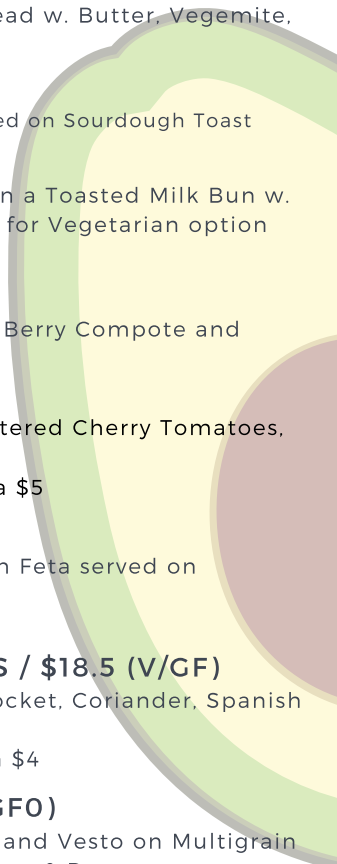 ead w. Butter, Vegemite,
ed on Sourdough Toast
n a Toasted Milk Bun w.
for Vegetarian option
Berry Compote and
tered Cherry Tomatoes,
a $5
n Feta served on
S / $18.5 (V/GF)
ocket, Coriander, Spanish
$4
GF0)
and Vesto on Multigrain